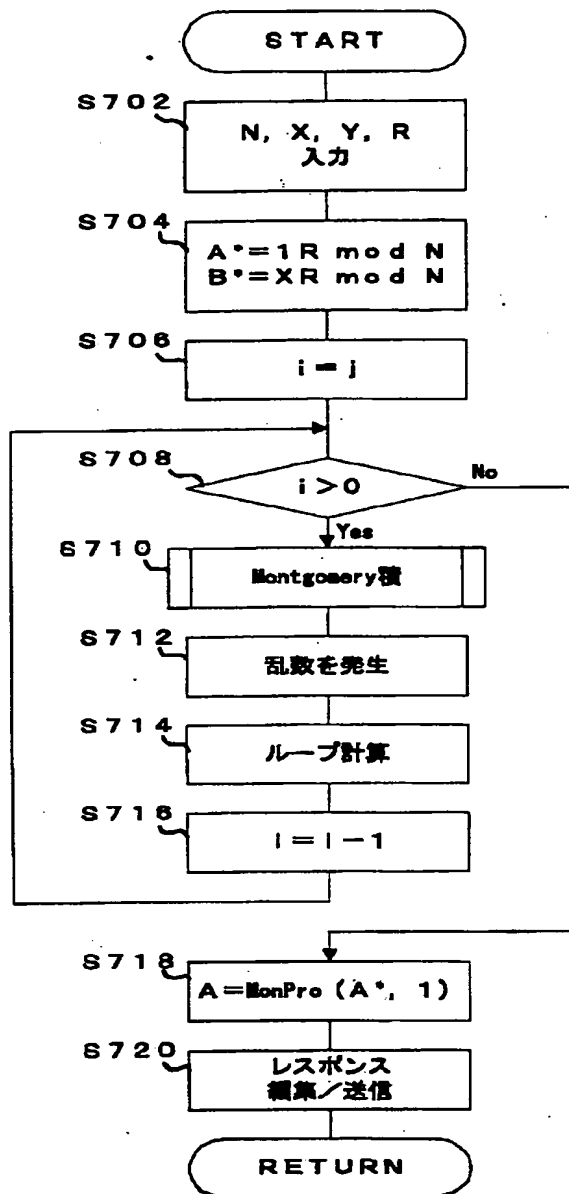 START
S702
N, X, Y, R
入力
S704
A*=1R mod N
B*=XR mod N
S706
i=j
S708
i>0
No
Yes
S710
Montgomery積
S712
乱数を発生
S714
ループ計算
S716
i=i-1
S718
A=MonPro(A*, 1)
S720
レスポンス
編集/送信
RETURN